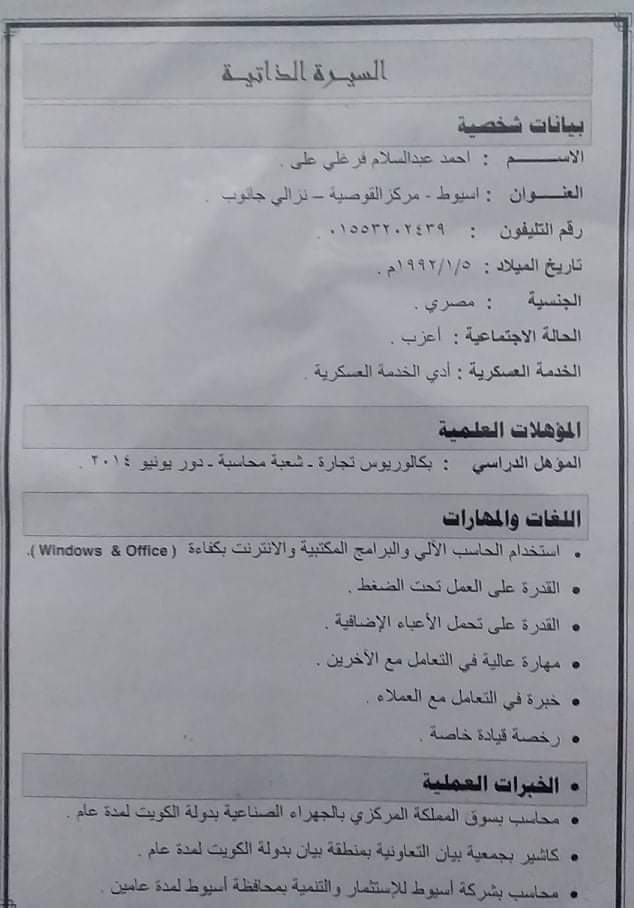 السيرة الذاتية
بيانات شخصية
الاســـــم : احمد عبدالسلام فرغلي على .
العنـــوان : اسيوط - مركز القوصية – نزالي جانوب .
رقم التليفون : ٠١٥٥٣٢٠٢٤٣٩ .
تاريخ الميلاد : ١٩٩٢/١/٥م .
الجنسية : مصري .
الحالة الاجتماعية : أعزب .
الخدمة العسكرية : أدي الخدمة العسكرية .
المؤهلات العلمية
المؤهل الدراسي : بكالوريوس تجارة ـ شعبة محاسبة ـ دور يونيو ٢٠١٤ .
اللغات والمهارات
• استخدام الحاسب الآلي والبرامج المكتبية والانترنت بكفاءة ( Windows & Office ).
• القدرة على العمل تحت الضغط .
• القدرة على تحمل الأعباء الإضافية .
• مهارة عالية في التعامل مع الأخرين .
• خبرة في التعامل مع العملاء .
• رخصة قيادة خاصة .
• الخبرات العملية
• محاسب بسوق المملكة المركزي بالجهراء الصناعية بدولة الكويت لمدة عام .
• كاشير بجمعية بيان التعاونية بمنطقة بيان بدولة الكويت لمدة عام .
• محاسب بشركة أسيوط للإستثمار والتنمية بمحافظة أسيوط لمدة عامين .